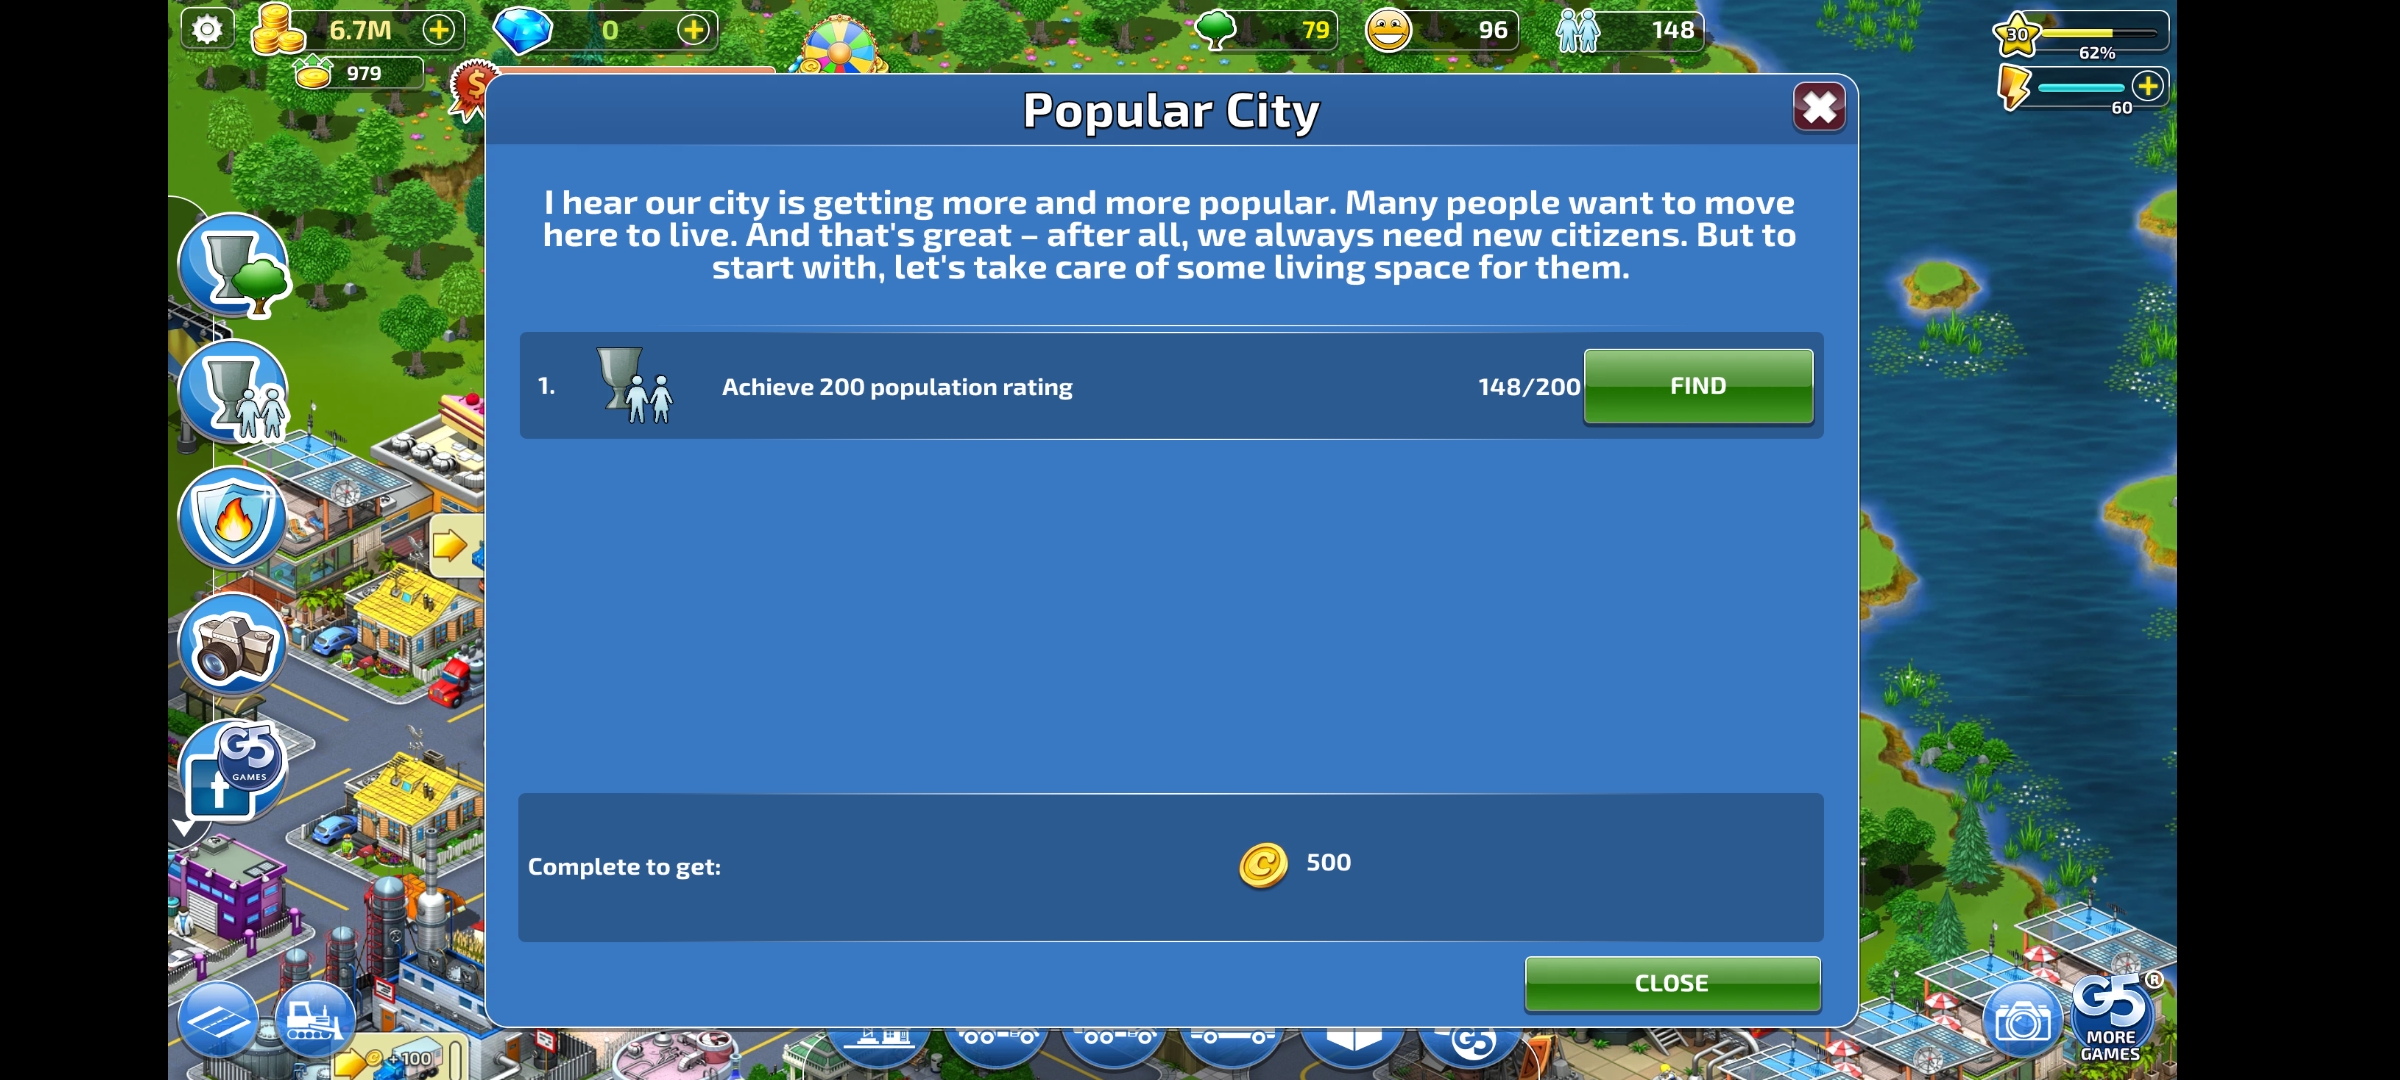 6.7M
0
79
96
148
30
62%
979
60
Popular City
I hear our city is getting more and more popular. Many people want to move
here to live. And that's great – after all, we always need new citizens. But to
start with, let's take care of some living space for them.
1.
Achieve 200 population rating
148/200
FIND
G5
GAMES
f
Complete to get:
C
500
CLOSE
+100
G5
G5®
MORE
GAMES